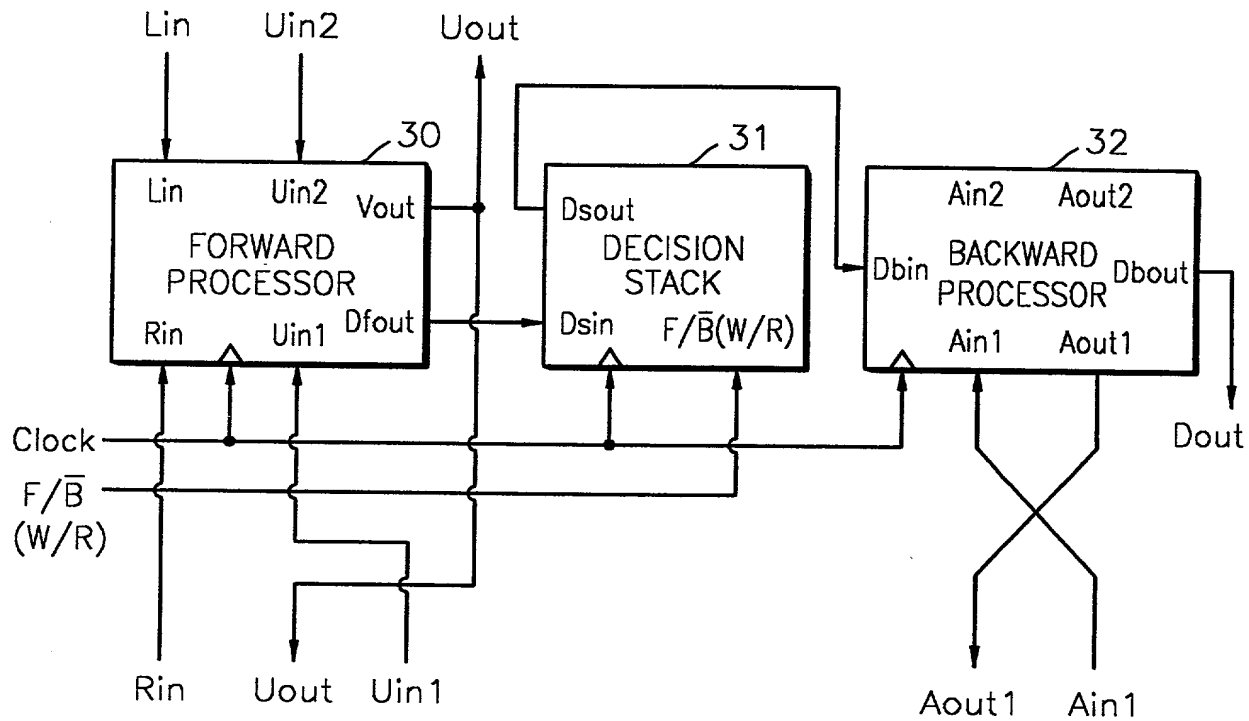 Lin
Uin2
Uout
30
31
32
Lin
Uin2
Vout
FORWARD
PROCESSOR
Rin
Uin1
Dfout
Dsout
DECISION
STACK
Dsin
F/B̅(W/R)
Ain2
Aout2
Dbin
BACKWARD
PROCESSOR
Dbout
Ain1
Aout1
Clock
F/B̅
(W/R)
Dout
Rin
Uout
Uin1
Aout1
Ain1